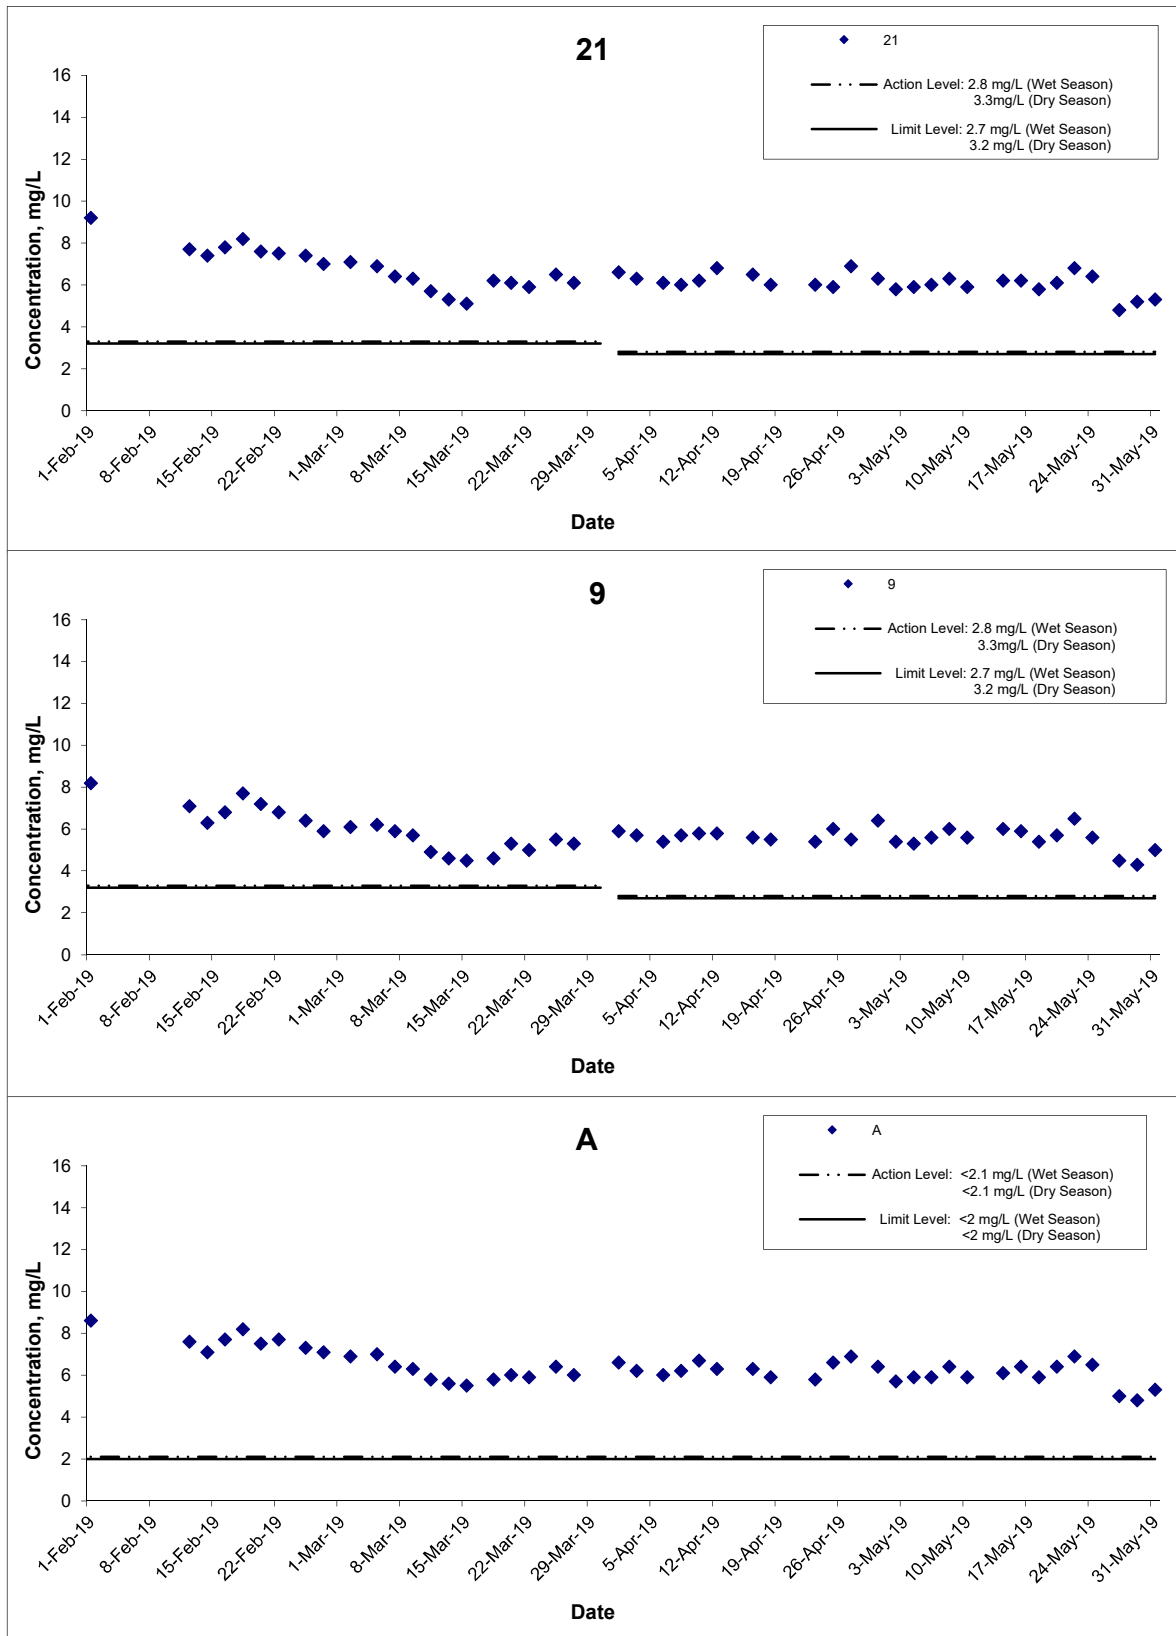 21
21
Action Level: 2.8 mg/L (Wet Season)
3.3mg/L (Dry Season)
Limit Level: 2.7 mg/L (Wet Season)
3.2 mg/L (Dry Season)
Concentration, mg/L
16
14
12
10
8
6
4
2
0
1-Feb-19
8-Feb-19
15-Feb-19
22-Feb-19
1-Mar-19
8-Mar-19
15-Mar-19
22-Mar-19
29-Mar-19
5-Apr-19
12-Apr-19
19-Apr-19
26-Apr-19
3-May-19
10-May-19
17-May-19
24-May-19
31-May-19
Date
9
9
Action Level: 2.8 mg/L (Wet Season)
3.3mg/L (Dry Season)
Limit Level: 2.7 mg/L (Wet Season)
3.2 mg/L (Dry Season)
Concentration, mg/L
16
14
12
10
8
6
4
2
0
1-Feb-19
8-Feb-19
15-Feb-19
22-Feb-19
1-Mar-19
8-Mar-19
15-Mar-19
22-Mar-19
29-Mar-19
5-Apr-19
12-Apr-19
19-Apr-19
26-Apr-19
3-May-19
10-May-19
17-May-19
24-May-19
31-May-19
Date
A
A
Action Level: <2.1 mg/L (Wet Season)
<2.1 mg/L (Dry Season)
Limit Level: <2 mg/L (Wet Season)
<2 mg/L (Dry Season)
Concentration, mg/L
16
14
12
10
8
6
4
2
0
1-Feb-19
8-Feb-19
15-Feb-19
22-Feb-19
1-Mar-19
8-Mar-19
15-Mar-19
22-Mar-19
29-Mar-19
5-Apr-19
12-Apr-19
19-Apr-19
26-Apr-19
3-May-19
10-May-19
17-May-19
24-May-19
31-May-19
Date